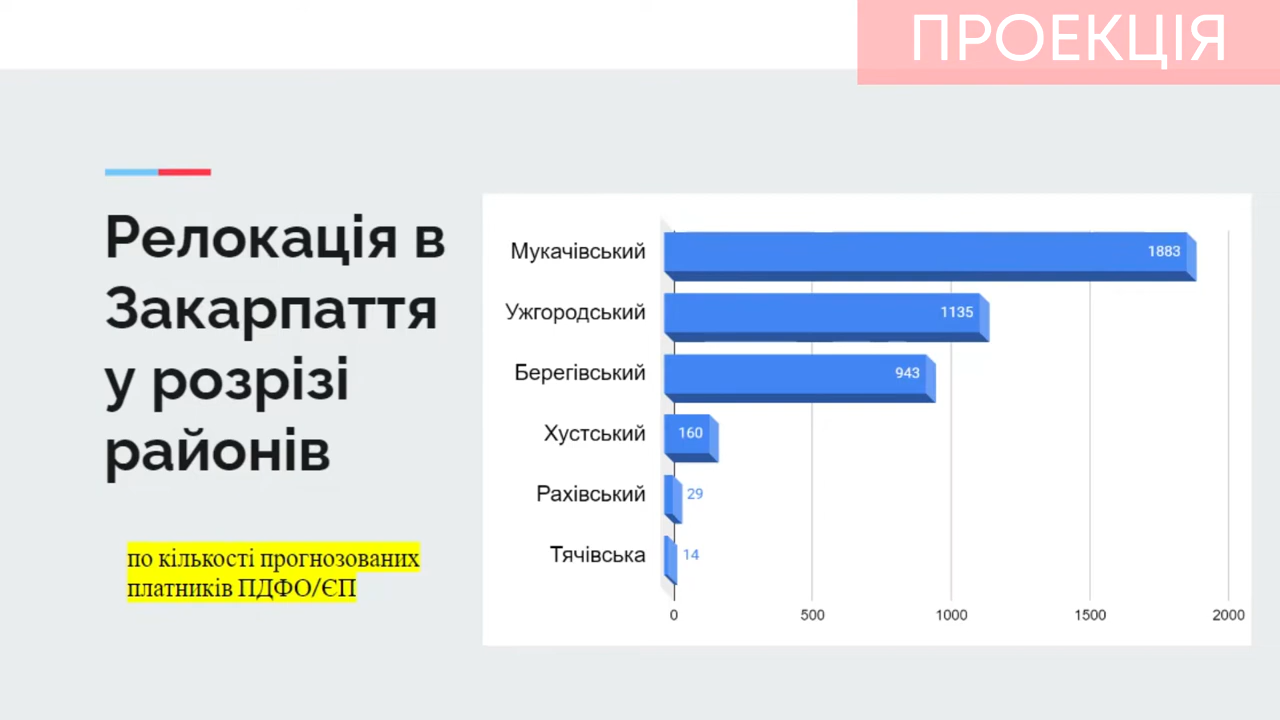 ПРОЕКЦІЯ
Релокація в
Закарпаття
у розрізі
районів
по кількості прогнозованих
платників ПДФО/ЄП
Мукачівський 1883
Ужгородський 1135
Берегівський 943
Хустський 160
Рахівський 29
Тячівська 14
0 500 1000 1500 2000